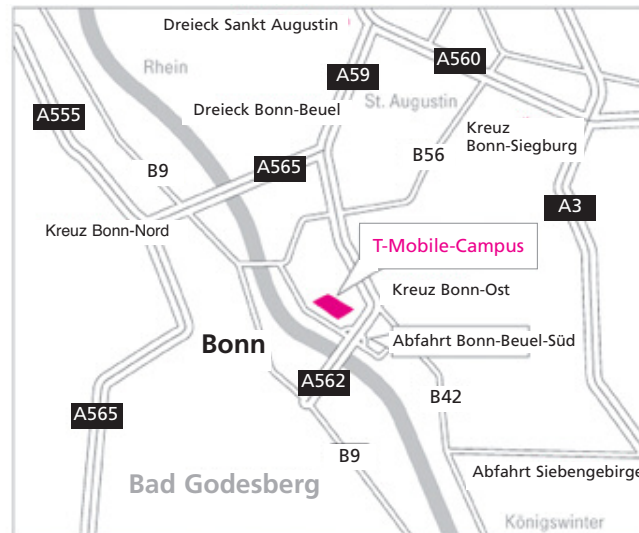 Dreieck Sankt Augustin
Rhein
A59
A560
Dreieck Bonn-Beuel
St. Augustin
A555
Kreuz
Bonn-Siegburg
B56
B9
A565
A3
Kreuz Bonn-Nord
T-Mobile-Campus
Kreuz Bonn-Ost
Bonn
Abfahrt Bonn-Beuel-Süd
A562
B42
A565
B9
Abfahrt Siebengebirge
Bad Godesberg
Königswinter